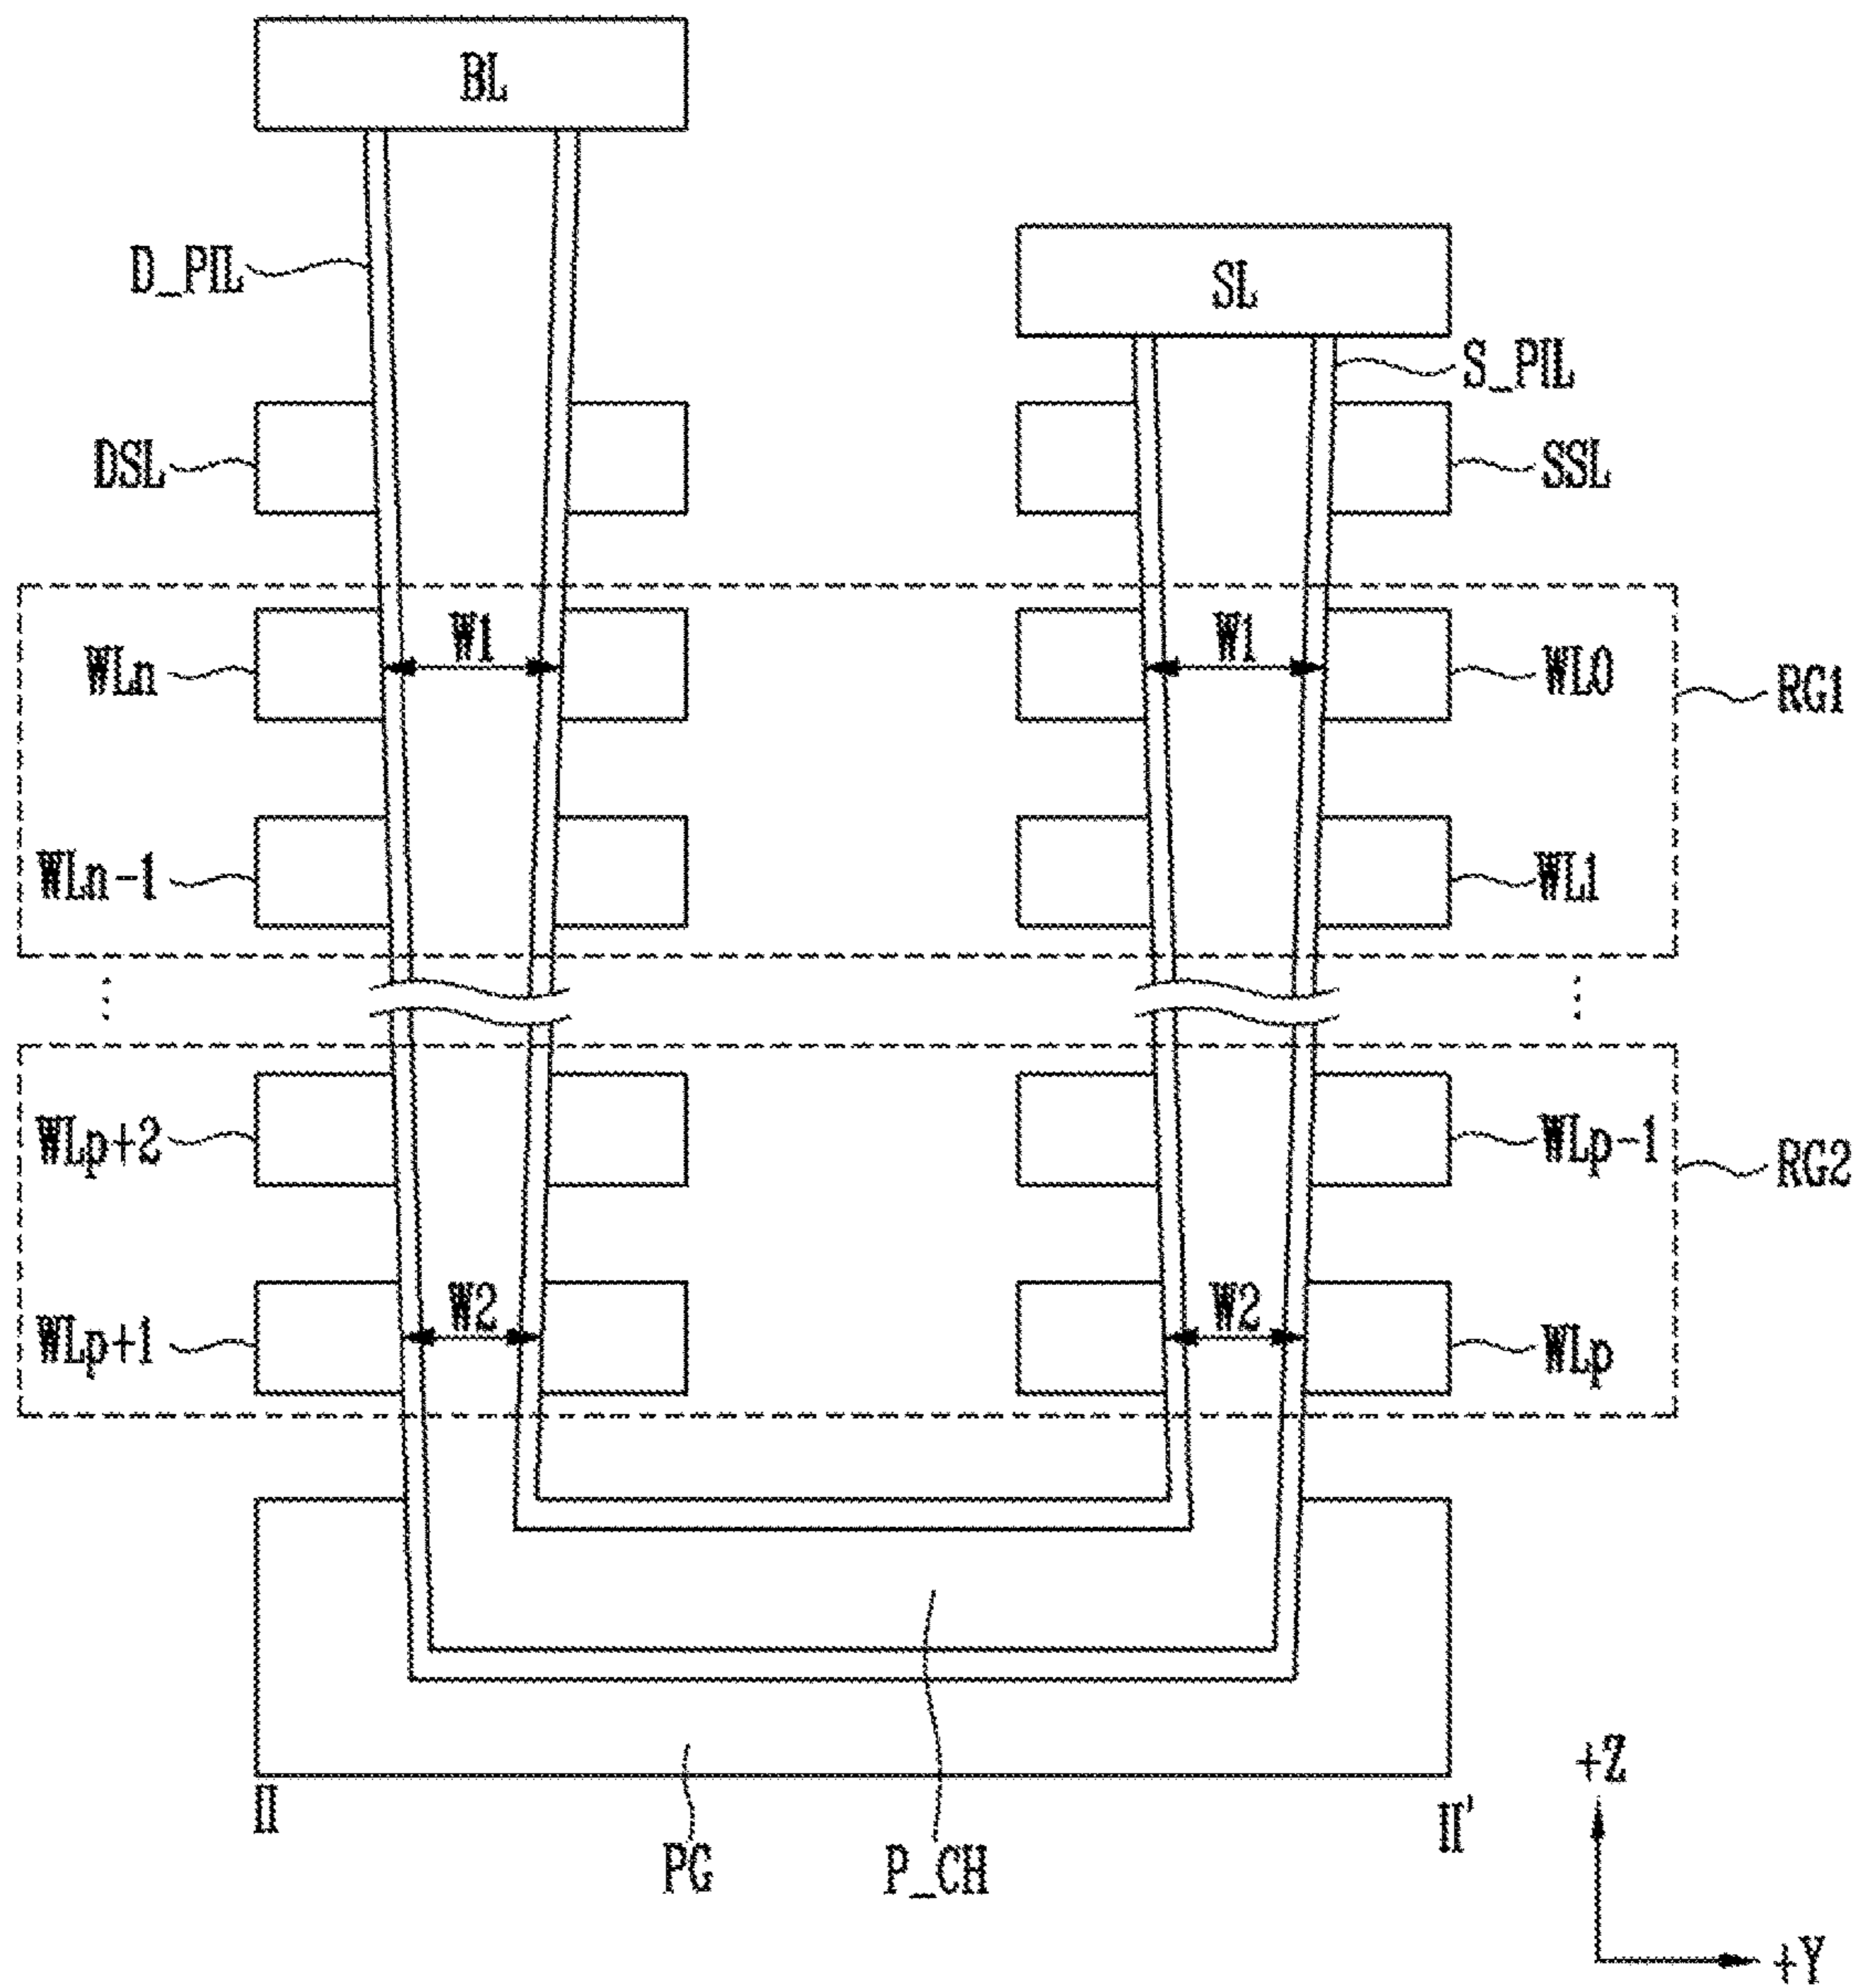 BL
D_PIL
SL
S_PIL
DSL
SSL
WLn
W1
W1
WL0
RG1
WLn-1
WL1
⋮
⋮
WLp+2
WLp-1
RG2
WLp+1
W2
W2
WLp
II
II'
PG
P_CH
+Z
+Y